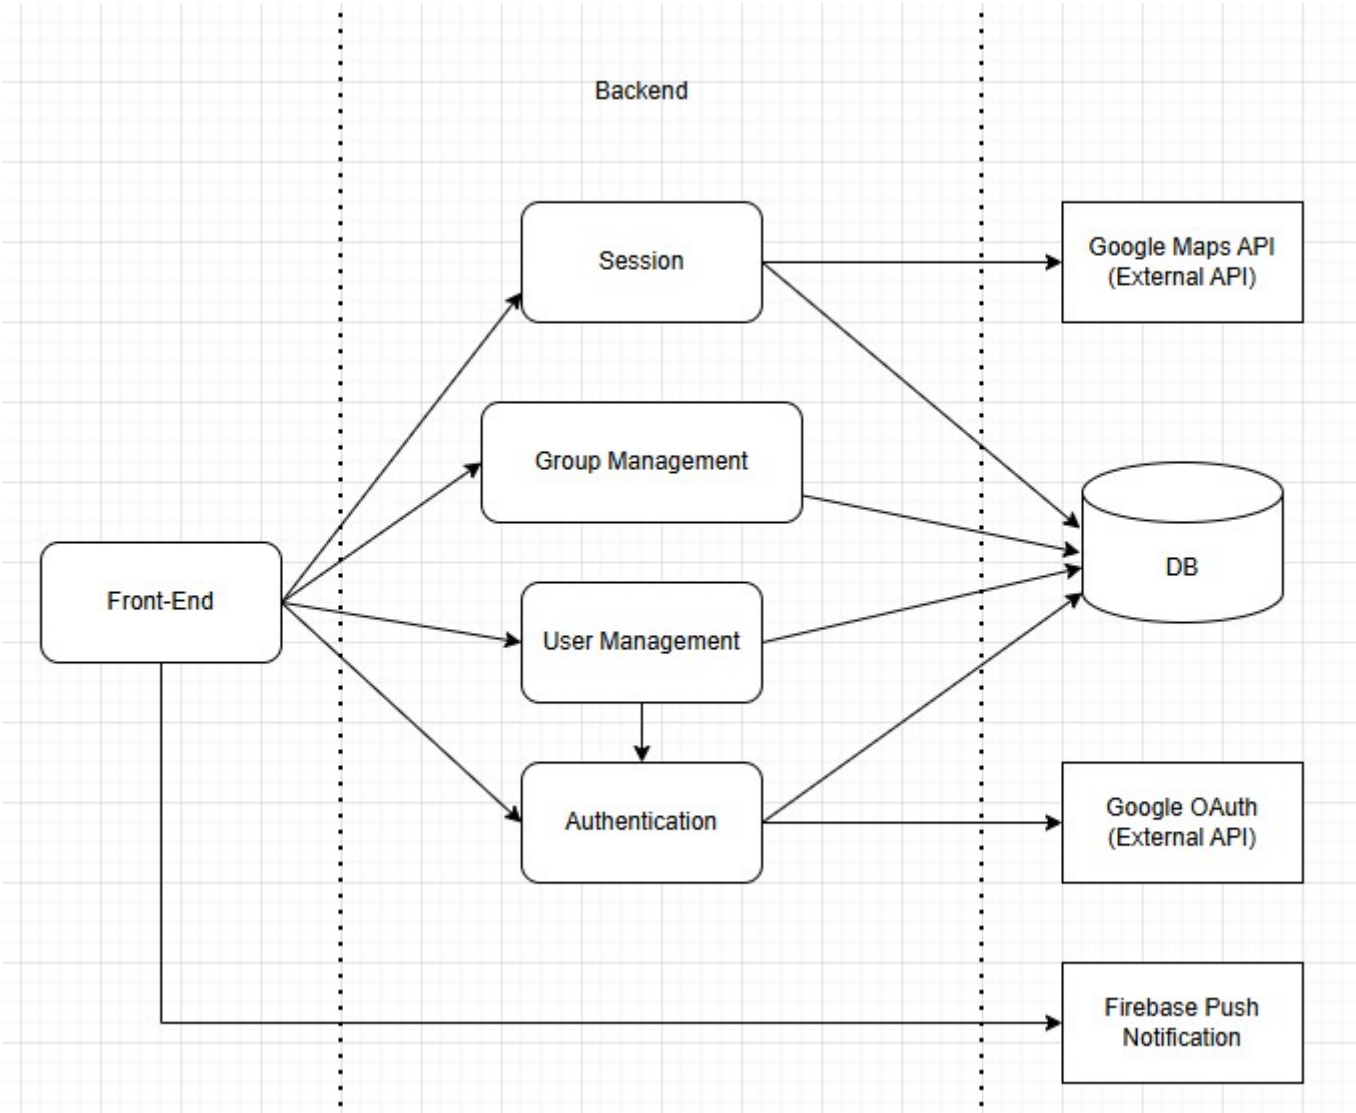 Backend
Session
Google Maps API
(External API)
Group Management
DB
Front-End
User Management
Authentication
Google OAuth
(External API)
Firebase Push
Notification